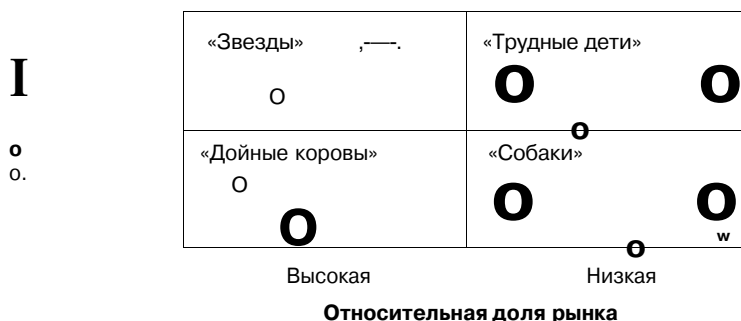 «Звезды» ,-—-. «Трудные дети»
I
О О
О
о
«Дойные коровы» «Собаки»
о
о.
О
О О О
w
о
Высокая Низкая
Относительная доля рынка